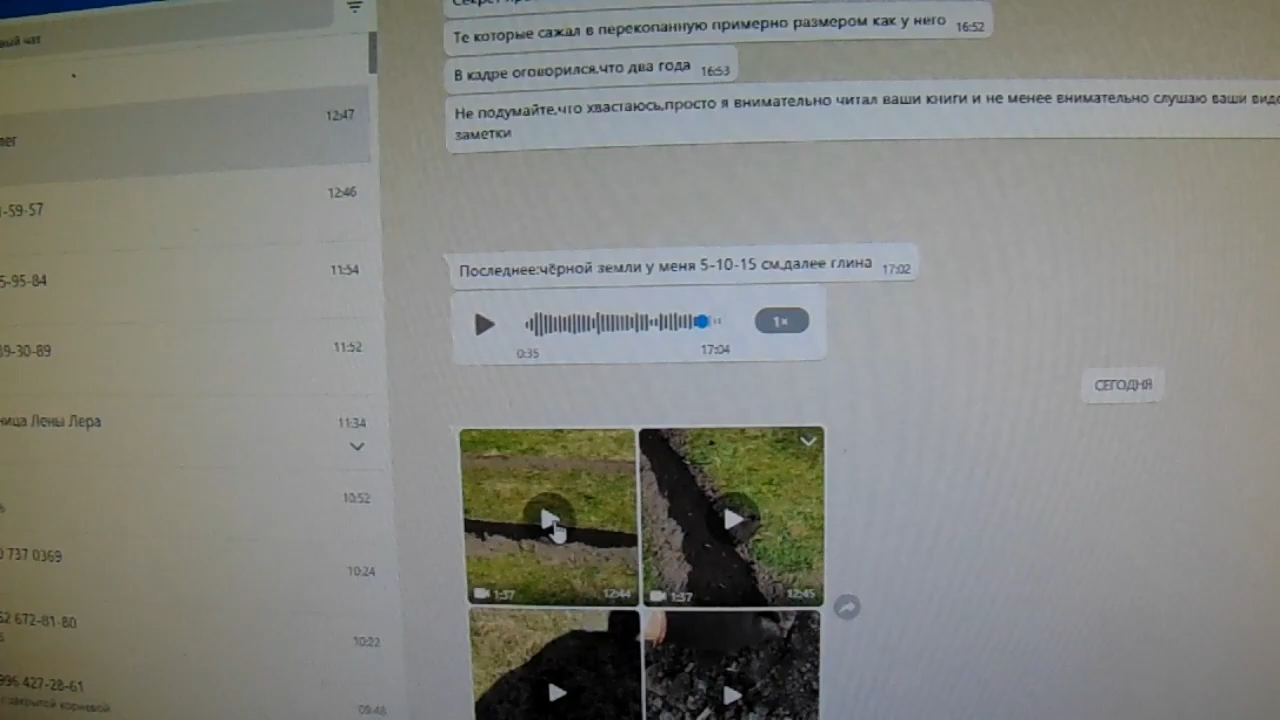 Те которые сажал в перекопанную примерно размером как у него 16:52
В кадре оговорился,что два года 16:53
Не подумайте,что хвастаюсь,просто я внимательно читал ваши книги и не менее внимательно слушаю ваши виде
заметки
Последнее:чёрной земли у меня 5-10-15 см,далее глина 17:02
1×
0:35 17:04
СЕГОДНЯ
1:37 12:44
1:37 12:45
чат
12:47
12:46
-59-57
11:54
5-95-84
11:52
39-30-89
ница Лены Лера 11:34
10:52
737 0369
10:24
52 672-81-80
10:22
996 427-28-61
закрытой корневой 09:48